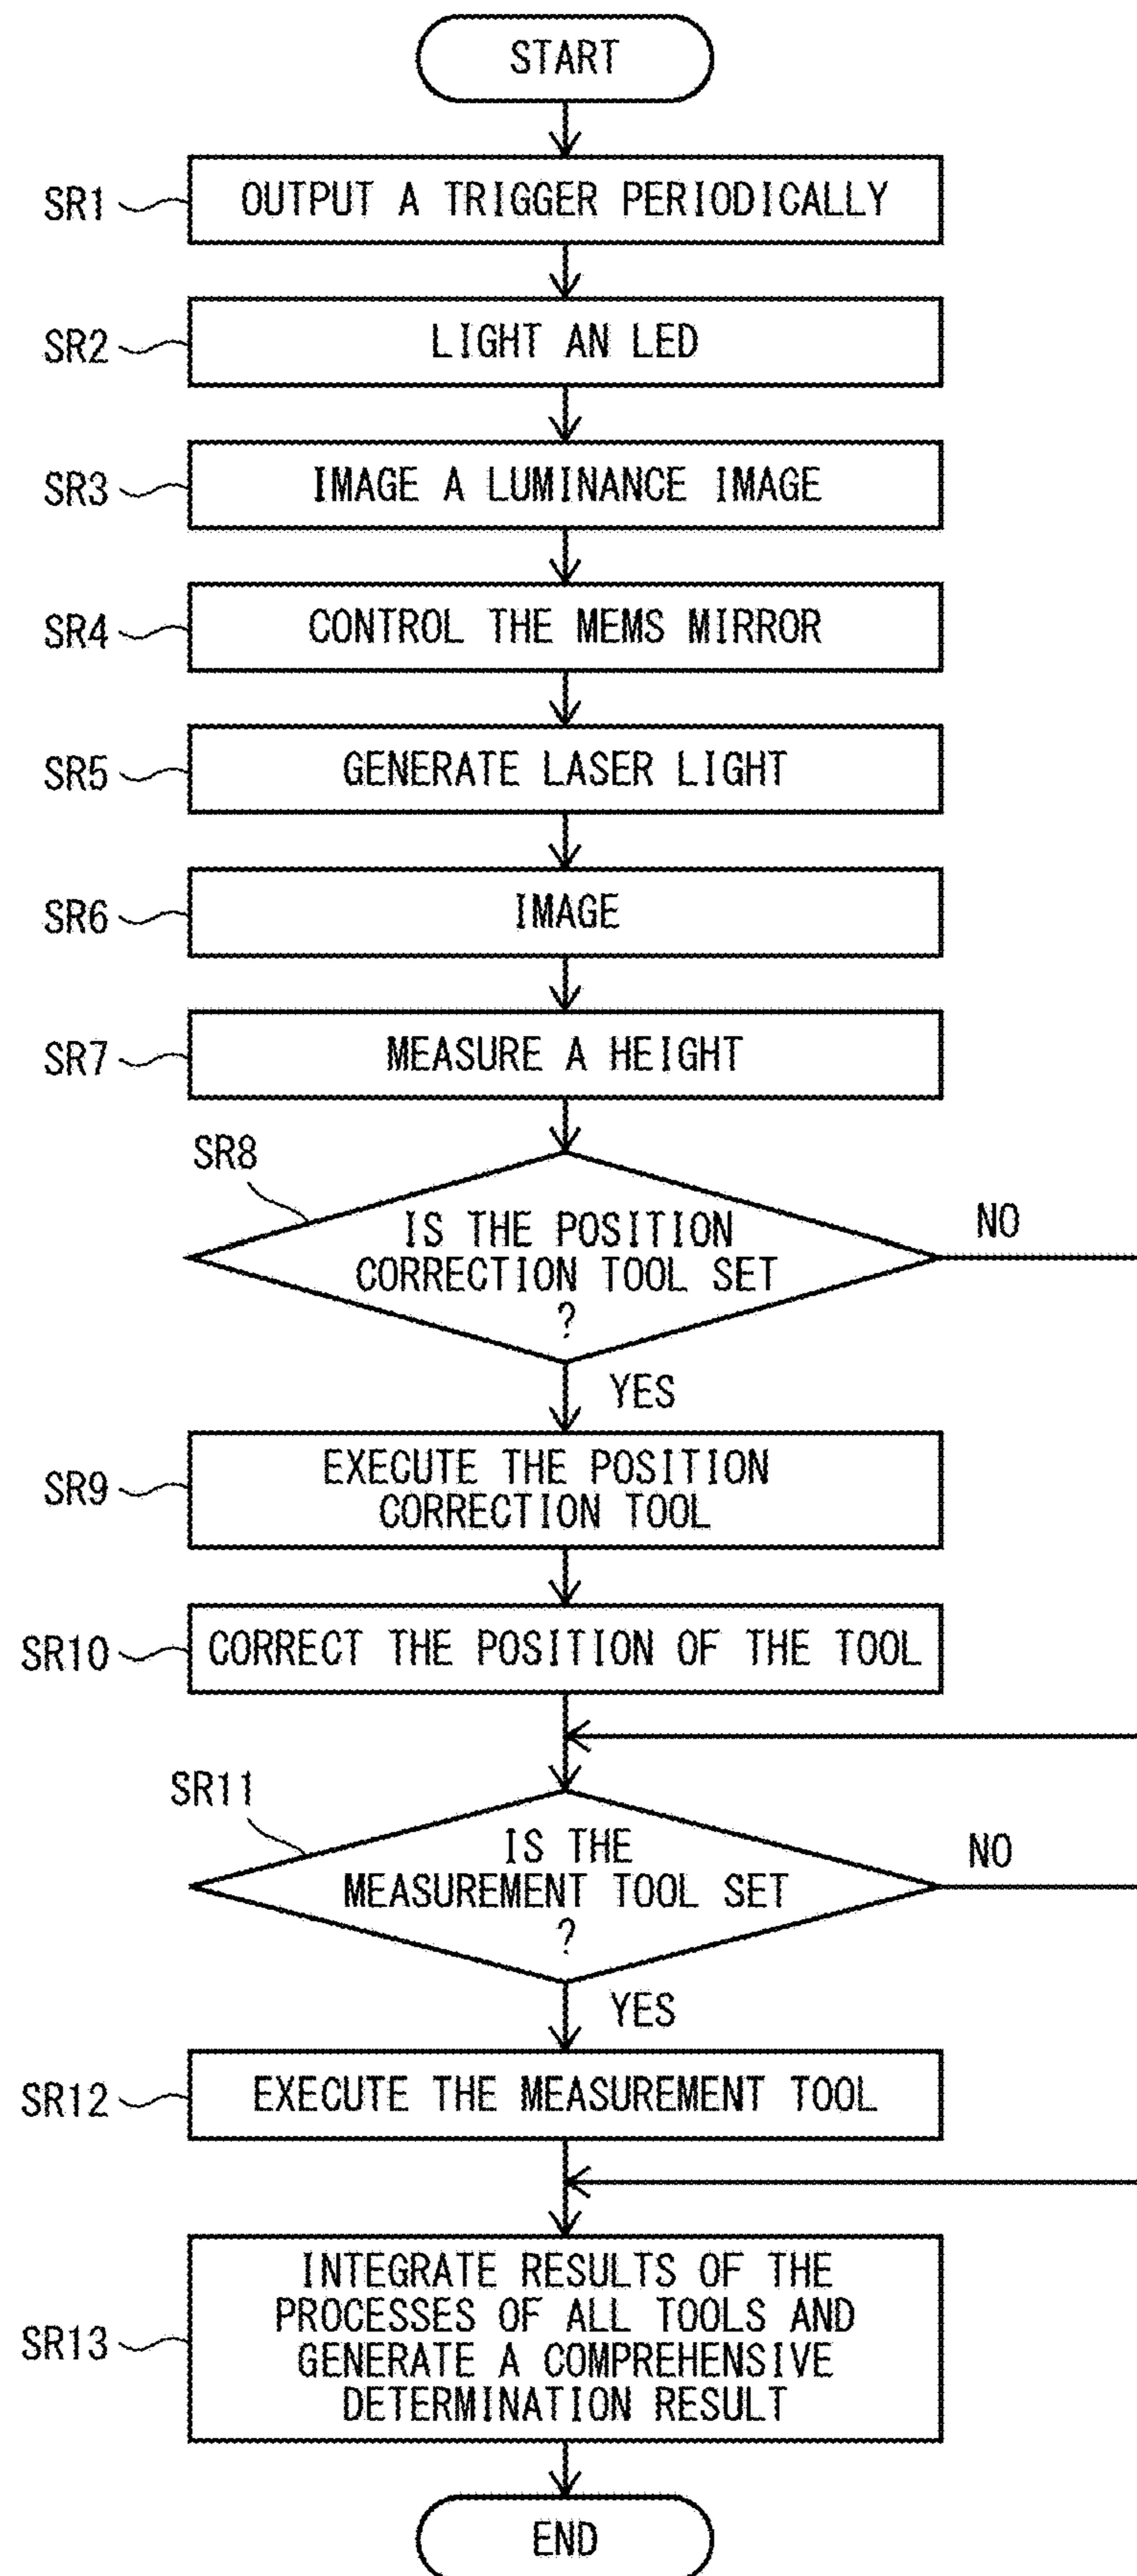 START
SR1
OUTPUT A TRIGGER PERIODICALLY
SR2
LIGHT AN LED
SR3
IMAGE A LUMINANCE IMAGE
SR4
CONTROL THE MEMS MIRROR
SR5
GENERATE LASER LIGHT
SR6
IMAGE
SR7
MEASURE A HEIGHT
SR8
IS THE POSITION
CORRECTION TOOL SET
?
NO
YES
SR9
EXECUTE THE POSITION
CORRECTION TOOL
SR10
CORRECT THE POSITION OF THE TOOL
SR11
IS THE
MEASUREMENT TOOL SET
?
NO
YES
SR12
EXECUTE THE MEASUREMENT TOOL
SR13
INTEGRATE RESULTS OF THE
PROCESSES OF ALL TOOLS AND
GENERATE A COMPREHENSIVE
DETERMINATION RESULT
END